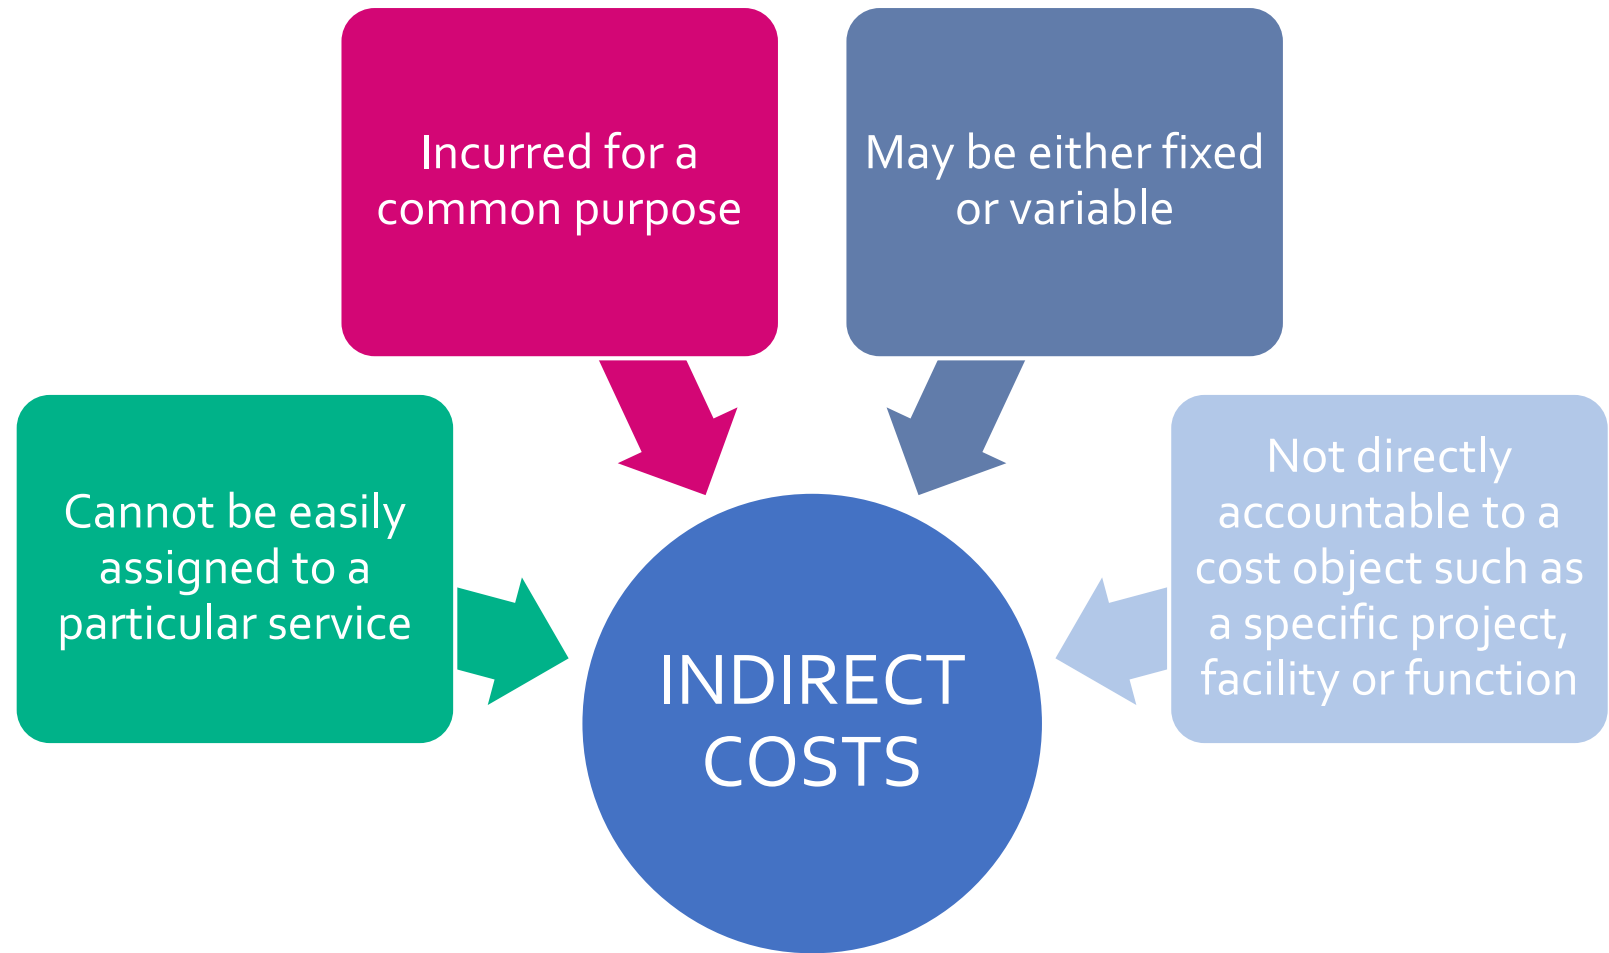 Incurred for a
common purpose
May be either fixed
or variable
Cannot be easily
assigned to a
particular service
Not directly
accountable to a
cost object such as
a specific project,
facility or function
INDIRECT
COSTS